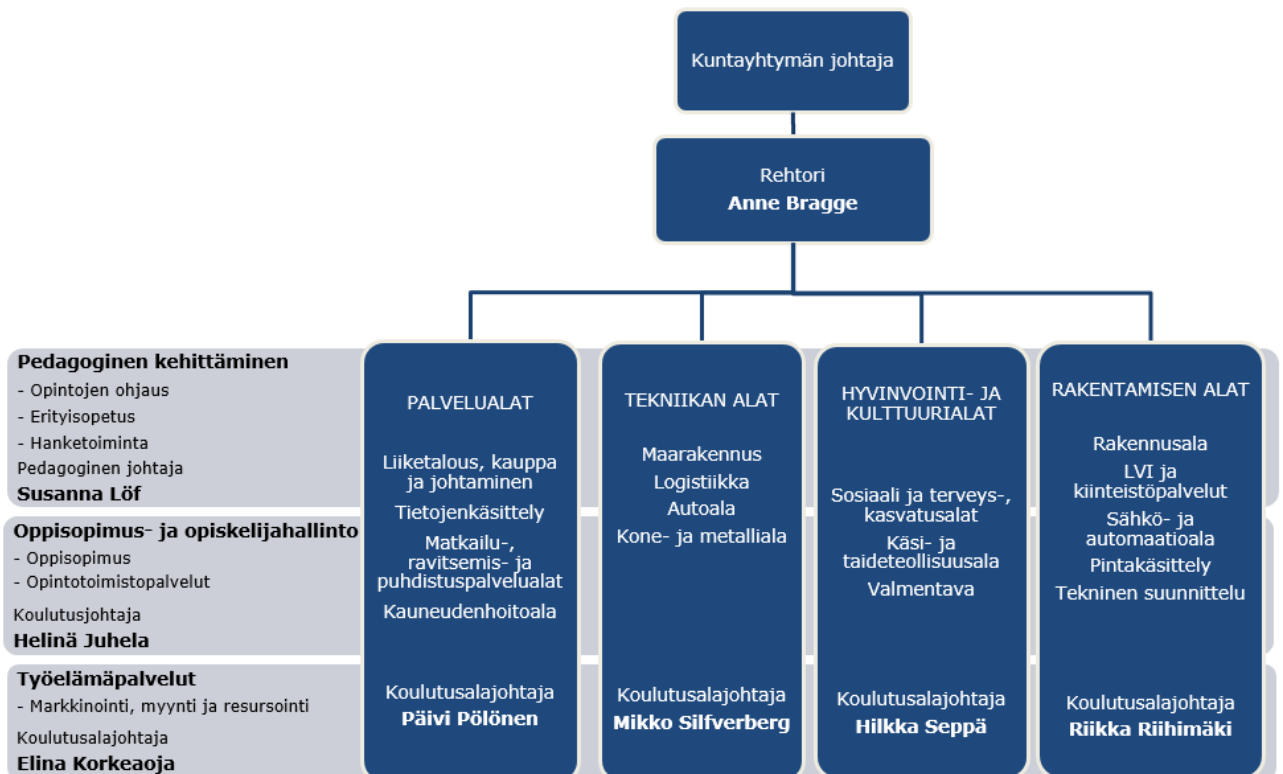 Kuntayhtymän johtaja
Rehtori
Anne Bragge
Pedagoginen kehittäminen
- Opintojen ohjaus
- Erityisopetus
- Hanketoiminta
Pedagoginen johtaja
Susanna Löf
Oppisopimus- ja opiskelijahallinto
- Oppisopimus
- Opintotoimistopalvelut
Koulutusjohtaja
Helinä Juhela
Työelämäpalvelut
- Markkinointi, myynti ja resursointi
Koulutusalajohtaja
Elina Korkeaoja
PALVELUALAT
Liiketalous, kauppa
ja johtaminen
Tietojenkäsittely
Matkailu-,
ravitsemis- ja
puhdistuspalvelualat
Kauneudenhoitoala
Koulutusalajohtaja
Päivi Pölönen
TEKNIIKAN ALAT
Maarakennus
Logistiikka
Autoala
Kone- ja metalliala
Koulutusalajohtaja
Mikko Silfverberg
HYVINVOINTI- JA
KULTTUURIALAT
Sosiaali ja terveys-,
kasvatusalat
Käsi- ja
taideteollisuusala
Valmentava
Koulutusalajohtaja
Hilkka Seppä
RAKENTAMISEN ALAT
Rakennusala
LVI ja
kiinteistöpalvelut
Sähkö- ja
automaatioala
Pintakäsittely
Tekninen suunnittelu
Koulutusalajohtaja
Riikka Riihimäki